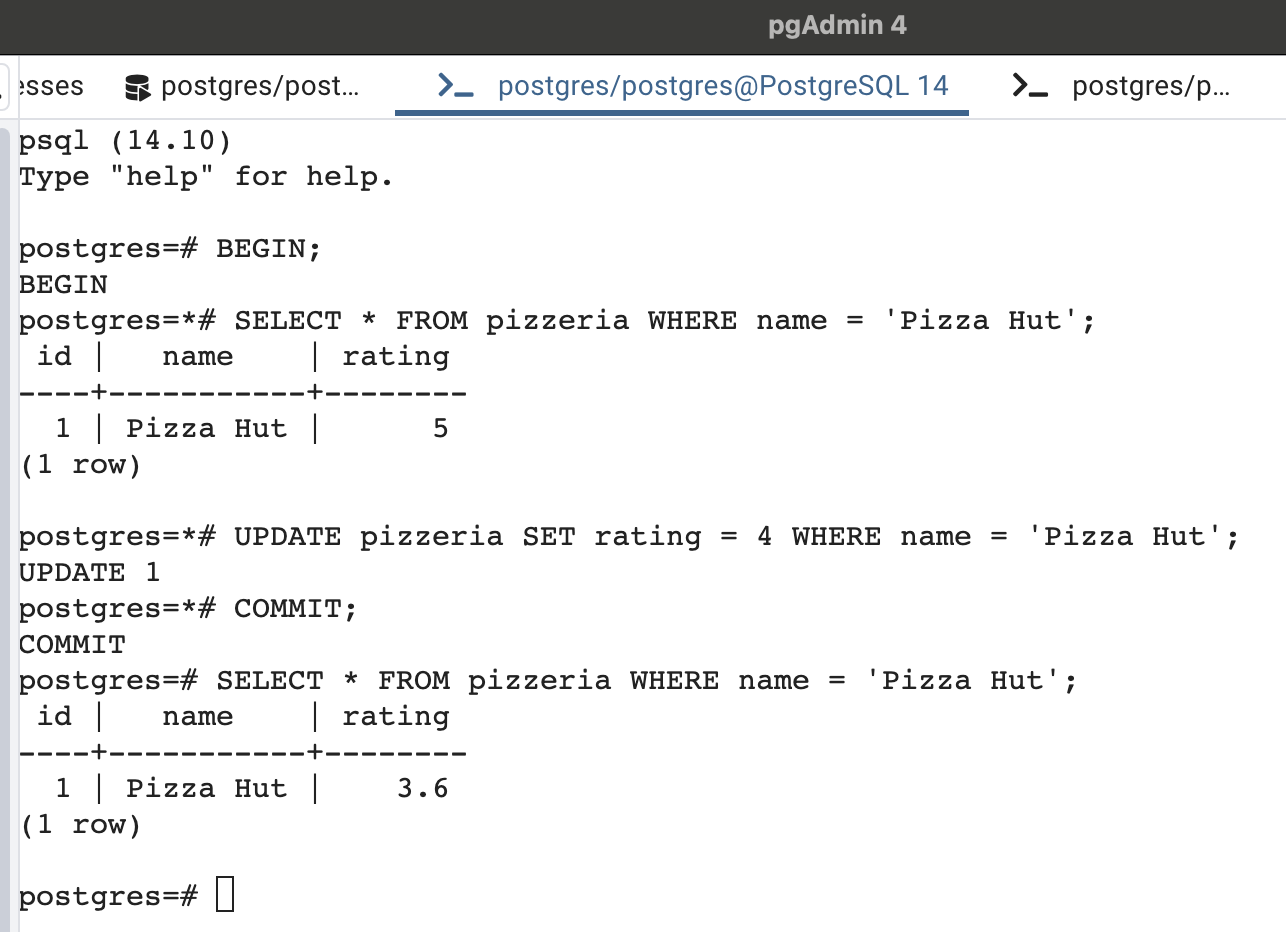 pgAdmin 4
esses postgres/post... postgres/postgres@PostgreSQL 14 postgres/p...
psql (14.10)
Type "help" for help.
postgres=# BEGIN;
BEGIN
postgres=*# SELECT * FROM pizzeria WHERE name = 'Pizza Hut';
 id |   name    | rating
----+-----------+--------
  1 | Pizza Hut |      5
(1 row)
postgres=*# UPDATE pizzeria SET rating = 4 WHERE name = 'Pizza Hut';
UPDATE 1
postgres=*# COMMIT;
COMMIT
postgres=# SELECT * FROM pizzeria WHERE name = 'Pizza Hut';
 id |   name    | rating
----+-----------+--------
  1 | Pizza Hut |    3.6
(1 row)
postgres=#